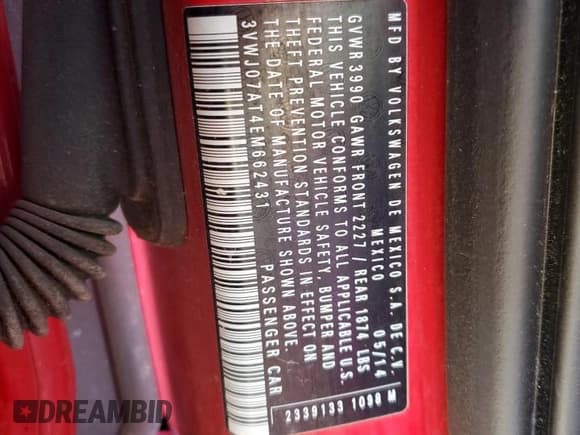 MFD BY VOLKSWAGEN DE MEXICO S.A. DE C.V.
MEXICO 05/14
GVWR 3990 GAWR FRONT 2227 / REAR 1874 LBS
THIS VEHICLE CONFORMS TO ALL APPLICABLE U.S.
FEDERAL MOTOR VEHICLE SAFETY, BUMPER AND
THEFT PREVENTION STANDARDS IN EFFECT ON
THE DATE OF MANUFACTURE SHOWN ABOVE.
3VWJ07AT4EM662431 PASSENGER CAR
2339133 1098 M
DREAMBID